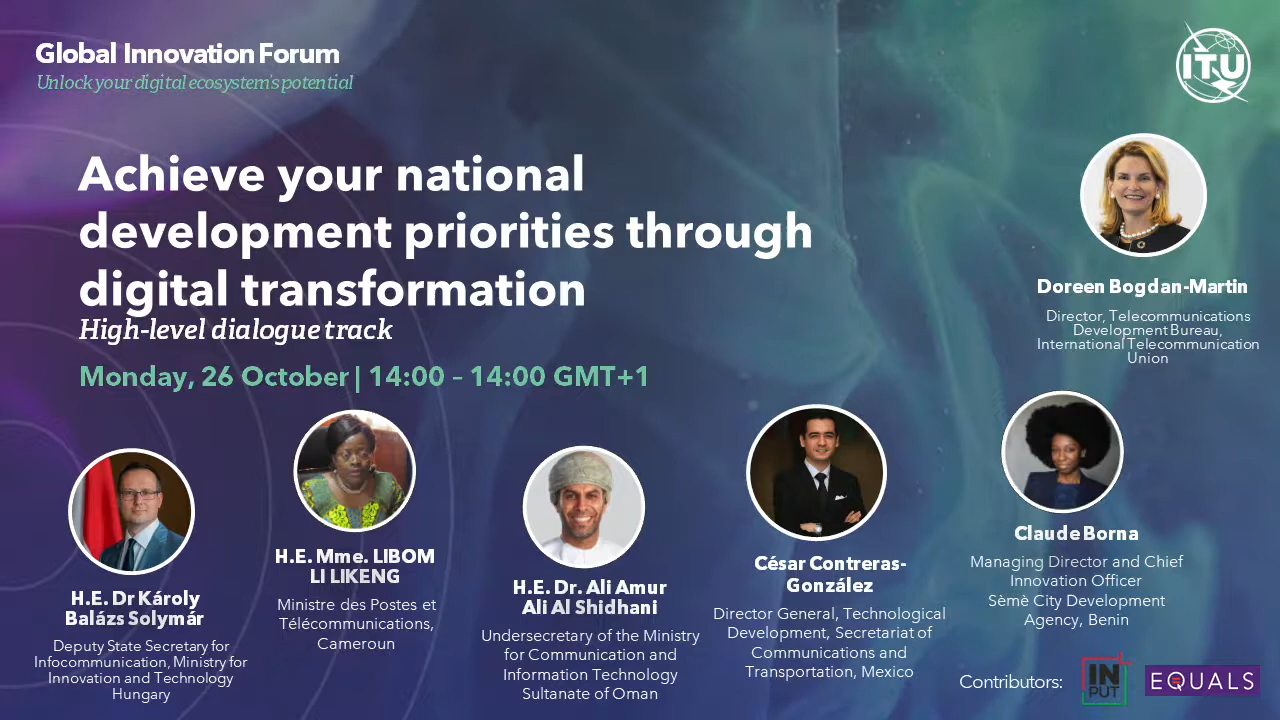 Global Innovation Forum
Unlock your digital ecosystem's potential
ITU
Achieve your national
development priorities through
digital transformation
High-level dialogue track
Monday, 26 October | 14:00 – 14:00 GMT+1
Doreen Bogdan-Martin
Director, Telecommunications
Development Bureau,
International Telecommunication
Union
H.E. Dr Károly
Balázs Solymár
Deputy State Secretary for
Infocommunication, Ministry for
Innovation and Technology
Hungary
H.E. Mme. LIBOM
LI LIKENG
Ministre des Postes et
Télécommunications,
Cameroun
H.E. Dr. Ali Amur
Ali Al Shidhani
Undersecretary of the Ministry
for Communication and
Information Technology
Sultanate of Oman
César Contreras-
González
Director General, Technological
Development, Secretariat of
Communications and
Transportation, Mexico
Claude Borna
Managing Director and Chief
Innovation Officer
Sèmè City Development
Agency, Benin
Contributors:
IN
PUT
EQUALS